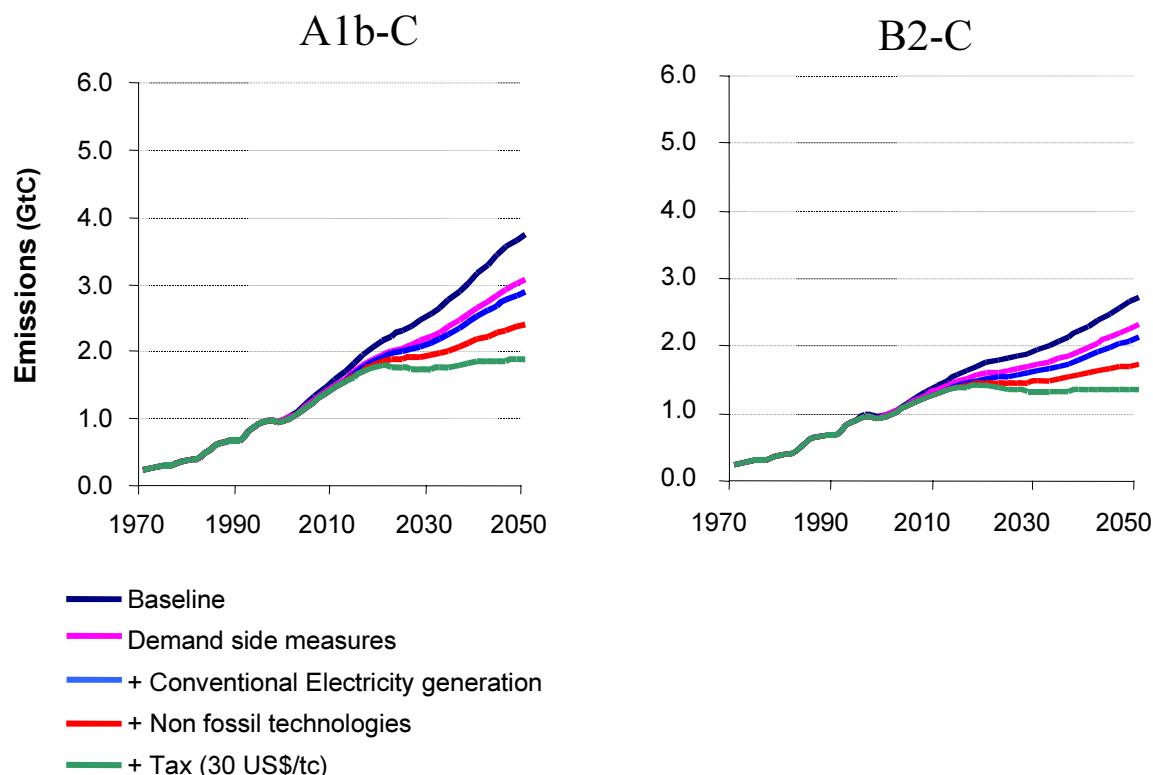 A1b-C
B2-C
Emissions (GtC)
6.0
5.0
4.0
3.0
2.0
1.0
0.0
1970 1990 2010 2030 2050
6.0
5.0
4.0
3.0
2.0
1.0
0.0
1970 1990 2010 2030 2050
Baseline
Demand side measures
+ Conventional Electricity generation
+ Non fossil technologies
+ Tax (30 US$/tc)